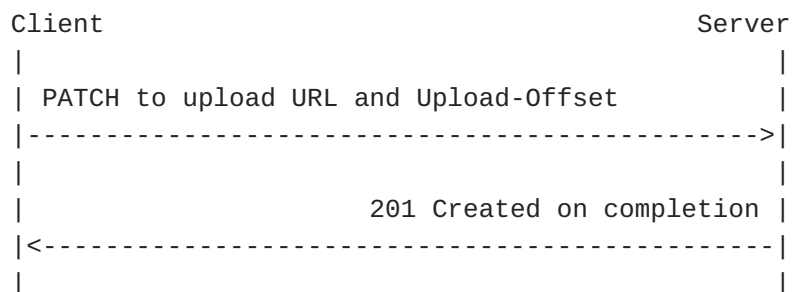 Client                                            Server
|                                                 |
| PATCH to upload URL and Upload-Offset           |
|------------------------------------------------>|
|                                                 |
|                       201 Created on completion |
|<------------------------------------------------|
|                                                 |